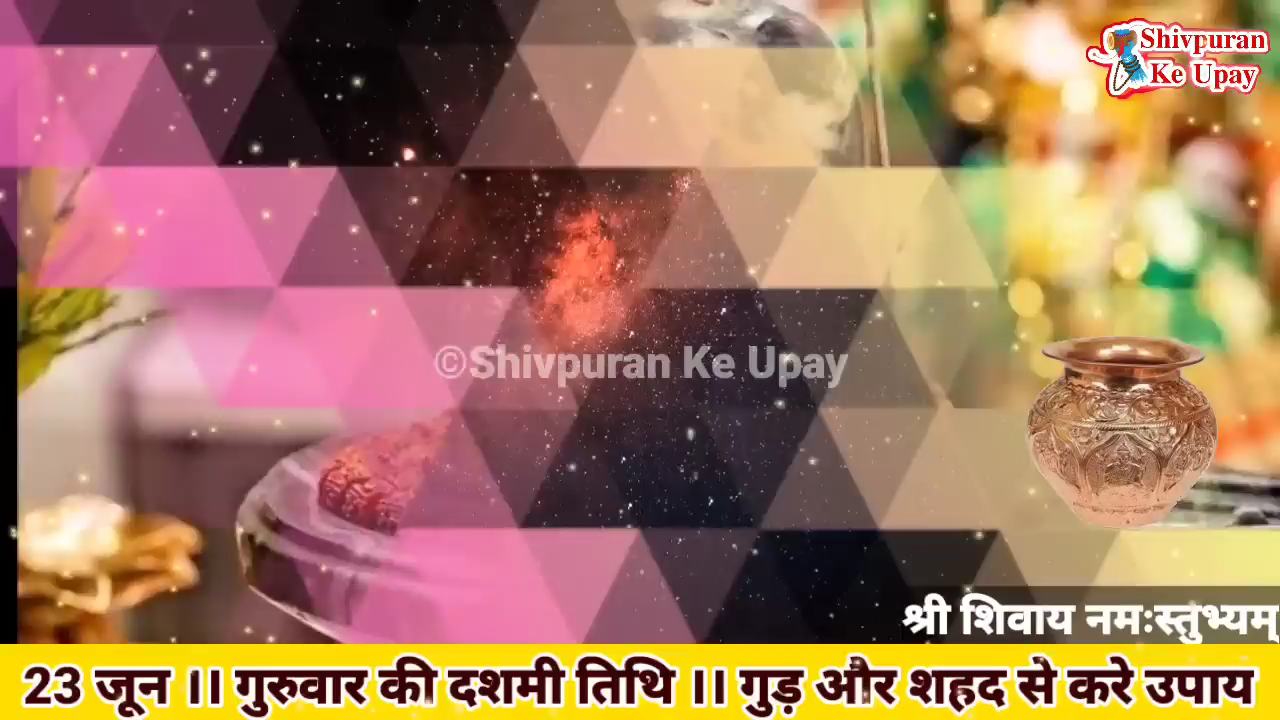 Shivpuran
Ke Upay
©Shivpuran Ke Upay
श्री शिवाय नमःस्तुभ्यम्
23 जून ।। गुरुवार की दशमी तिथि ।। गुड़ और शहद से करे उपाय